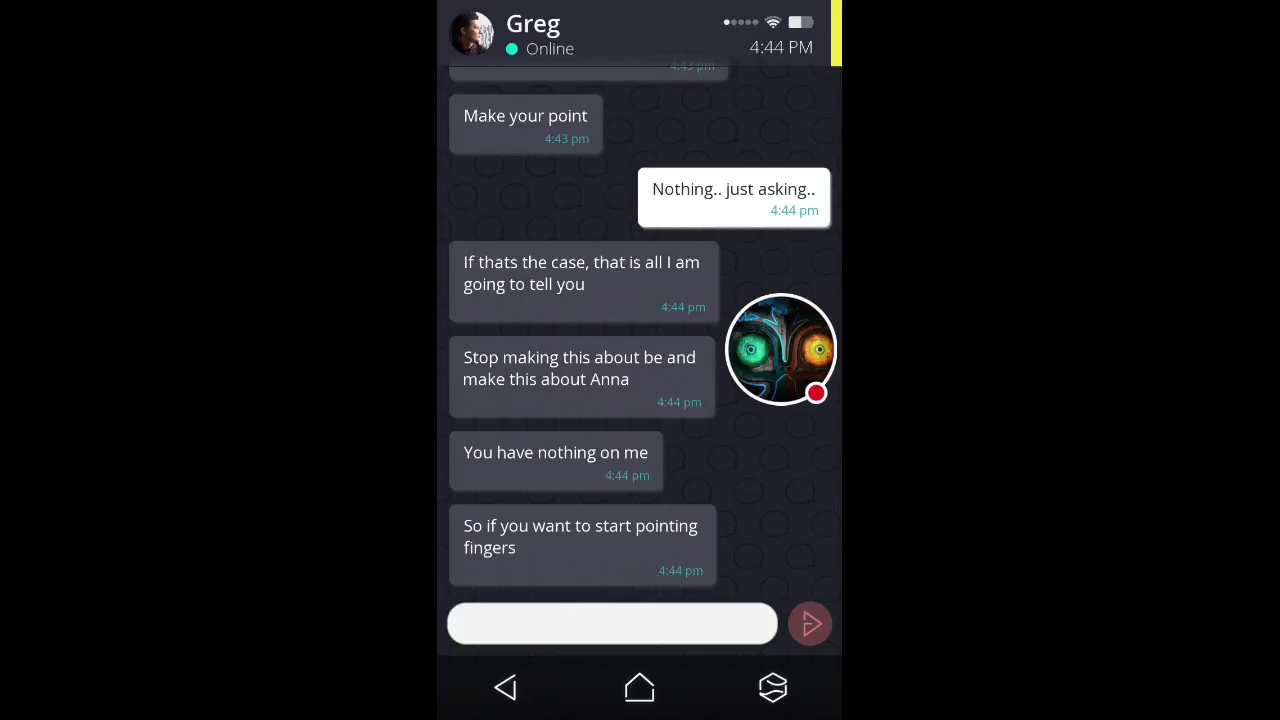 Greg
Online
4:44 PM
4:43 pm
Make your point
4:43 pm
Nothing.. just asking..
4:44 pm
If thats the case, that is all I am
going to tell you
4:44 pm
Stop making this about be and
make this about Anna
4:44 pm
You have nothing on me
4:44 pm
So if you want to start pointing
fingers
4:44 pm